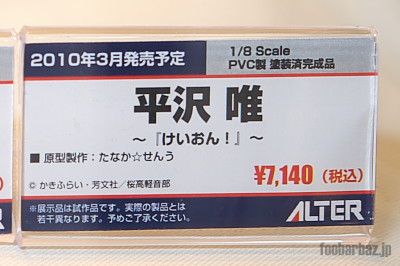 2010年3月発売予定
1/8 Scale
PVC製 塗装済完成品
平沢 唯
～『けいおん！』～
■ 原型製作：たなか☆せんう
¥7,140（税込）
© かきふらい・芳文社／桜高軽音部
※展示品は試作品です。実際の製品とは
若干異なります。予めご了承ください。
ALTER
foobarbaz.jp